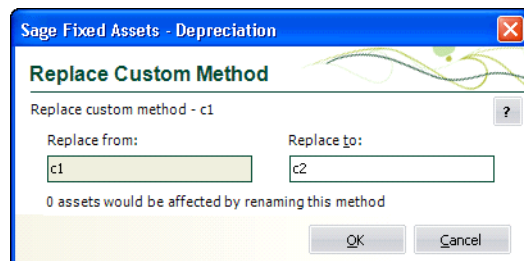 Sage Fixed Assets - Depreciation
Replace Custom Method
Replace custom method - c1
?
Replace from: Replace to:
c1 c2
0 assets would be affected by renaming this method
OK Cancel